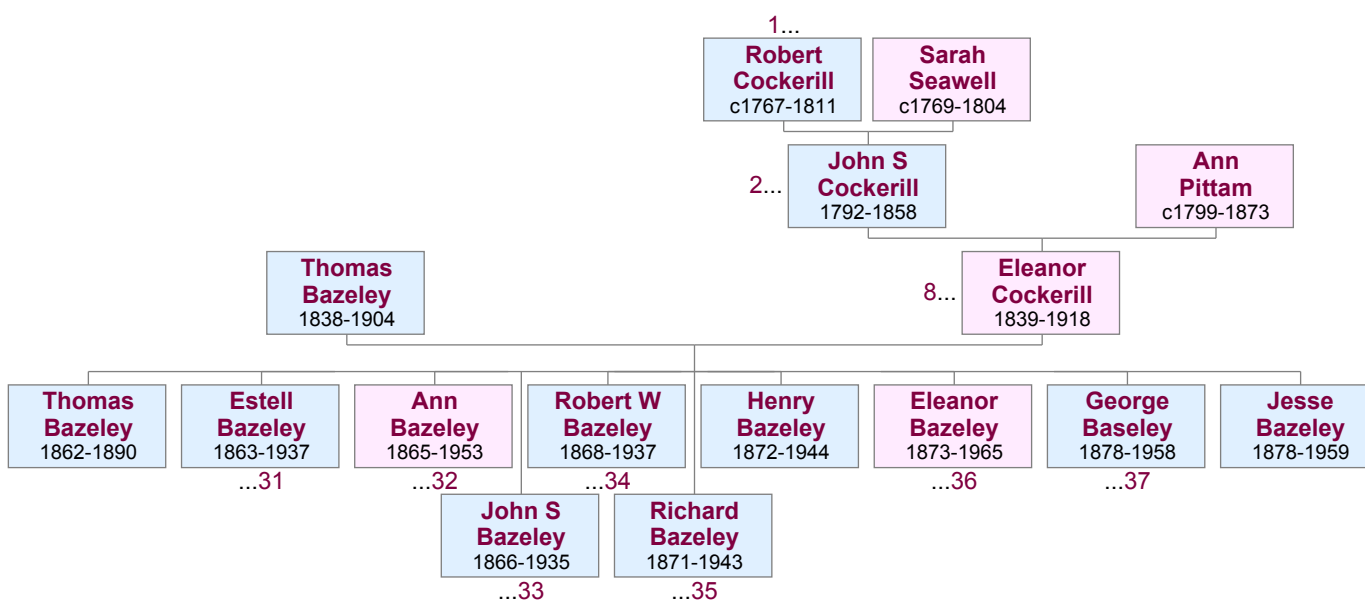 1...
Robert
Cockerill
c1767-1811
Sarah
Seawell
c1769-1804
2...
John S
Cockerill
1792-1858
Ann
Pittam
c1799-1873
Thomas
Bazeley
1838-1904
8...
Eleanor
Cockerill
1839-1918
Thomas
Bazeley
1862-1890
Estell
Bazeley
1863-1937
...31
Ann
Bazeley
1865-1953
...32
Robert W
Bazeley
1868-1937
...34
Henry
Bazeley
1872-1944
Eleanor
Bazeley
1873-1965
...36
George
Baseley
1878-1958
...37
Jesse
Bazeley
1878-1959
John S
Bazeley
1866-1935
...33
Richard
Bazeley
1871-1943
...35